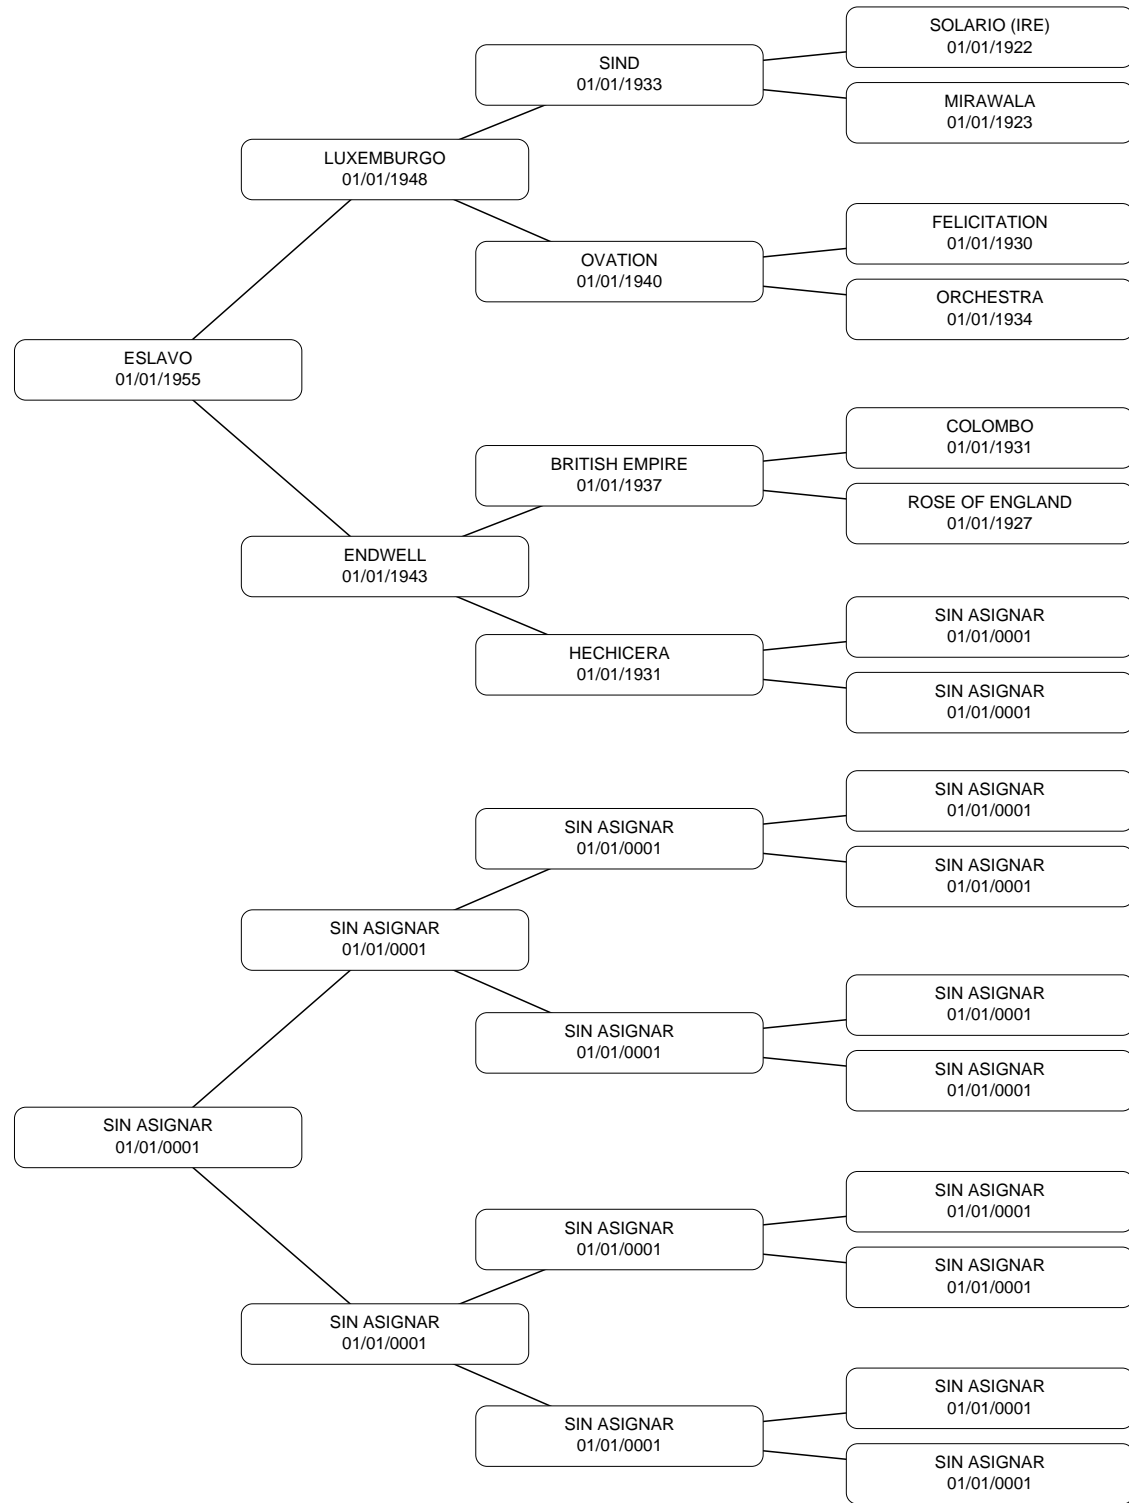 SOLARIO (IRE)
01/01/1922
SIND
01/01/1933
MIRAWALA
01/01/1923
LUXEMBURGO
01/01/1948
FELICITATION
01/01/1930
OVATION
01/01/1940
ORCHESTRA
01/01/1934
ESLAVO
01/01/1955
COLOMBO
01/01/1931
BRITISH EMPIRE
01/01/1937
ROSE OF ENGLAND
01/01/1927
ENDWELL
01/01/1943
SIN ASIGNAR
01/01/0001
HECHICERA
01/01/1931
SIN ASIGNAR
01/01/0001
SIN ASIGNAR
01/01/0001
SIN ASIGNAR
01/01/0001
SIN ASIGNAR
01/01/0001
SIN ASIGNAR
01/01/0001
SIN ASIGNAR
01/01/0001
SIN ASIGNAR
01/01/0001
SIN ASIGNAR
01/01/0001
SIN ASIGNAR
01/01/0001
SIN ASIGNAR
01/01/0001
SIN ASIGNAR
01/01/0001
SIN ASIGNAR
01/01/0001
SIN ASIGNAR
01/01/0001
SIN ASIGNAR
01/01/0001
SIN ASIGNAR
01/01/0001
SIN ASIGNAR
01/01/0001